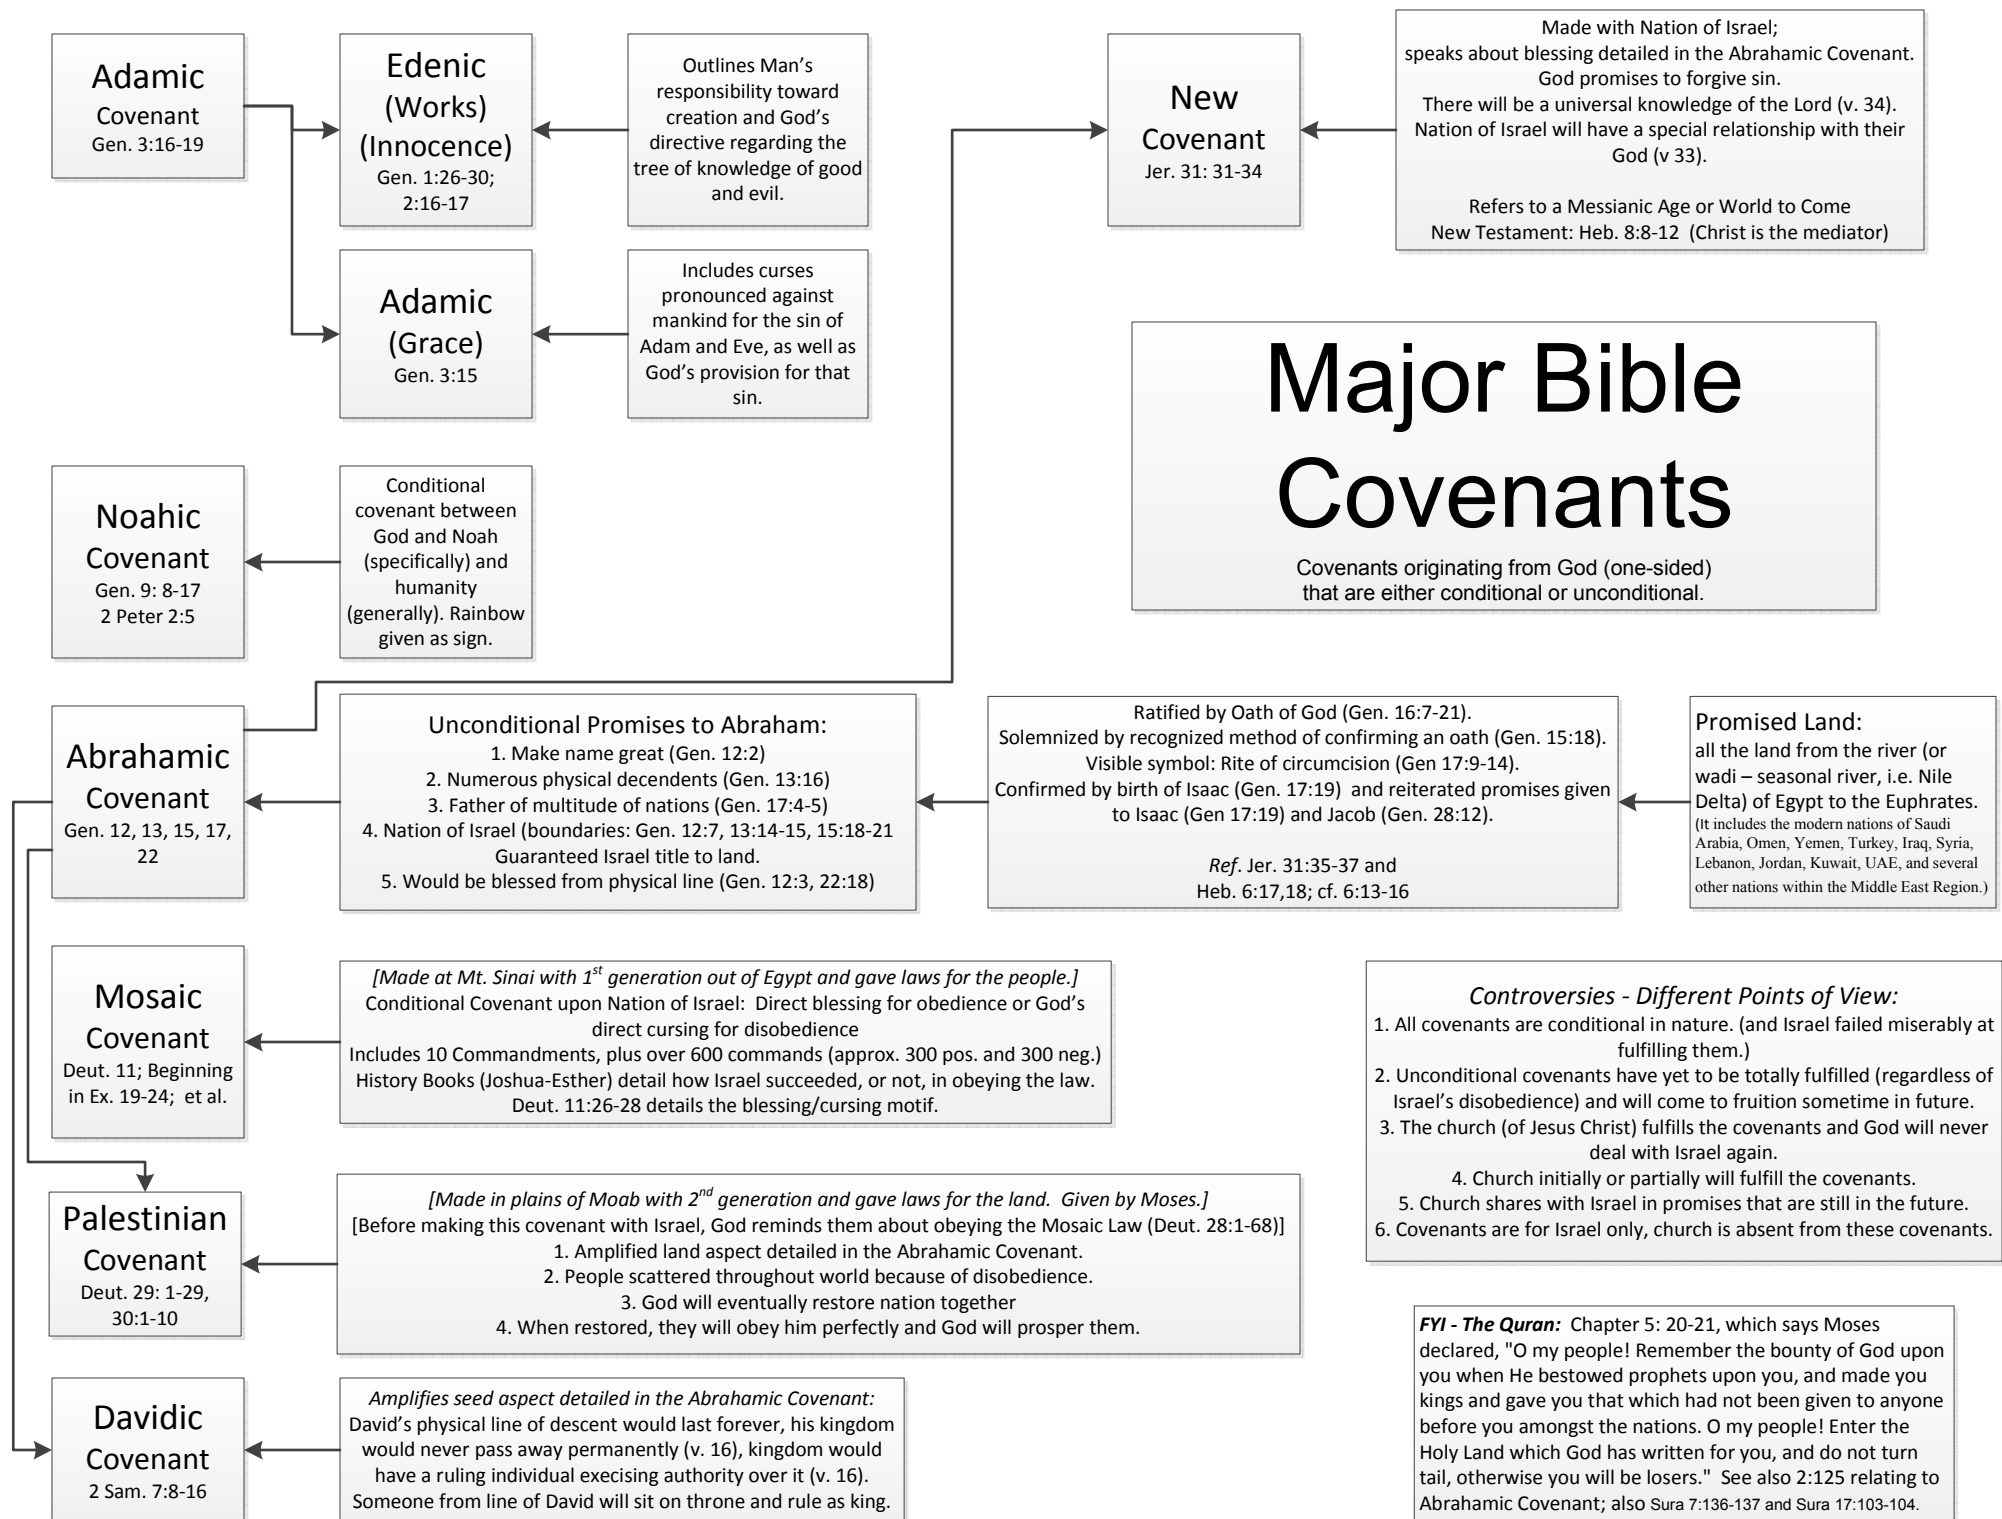 Adamic
Covenant
Gen. 3:16-19
Edenic
(Works)
(Innocence)
Gen. 1:26-30;
2:16-17
Outlines Man's
responsibility toward
creation and God's
directive regarding the
tree of knowledge of good
and evil.
Adamic
(Grace)
Gen. 3:15
Includes curses
pronounced against
mankind for the sin of
Adam and Eve, as well as
God's provision for that
sin.
New
Covenant
Jer. 31: 31-34
Made with Nation of Israel;
speaks about blessing detailed in the Abrahamic Covenant.
God promises to forgive sin.
There will be a universal knowledge of the Lord (v. 34).
Nation of Israel will have a special relationship with their
God (v 33).
Refers to a Messianic Age or World to Come
New Testament: Heb. 8:8-12 (Christ is the mediator)
Major Bible
Covenants
Covenants originating from God (one-sided)
that are either conditional or unconditional.
Noahic
Covenant
Gen. 9: 8-17
2 Peter 2:5
Conditional
covenant between
God and Noah
(specifically) and
humanity
(generally). Rainbow
given as sign.
Abrahamic
Covenant
Gen. 12, 13, 15, 17,
22
Unconditional Promises to Abraham:
1. Make name great (Gen. 12:2)
2. Numerous physical decendents (Gen. 13:16)
3. Father of multitude of nations (Gen. 17:4-5)
4. Nation of Israel (boundaries: Gen. 12:7, 13:14-15, 15:18-21
Guaranteed Israel title to land.
5. Would be blessed from physical line (Gen. 12:3, 22:18)
Ratified by Oath of God (Gen. 16:7-21).
Solemnized by recognized method of confirming an oath (Gen. 15:18).
Visible symbol: Rite of circumcision (Gen 17:9-14).
Confirmed by birth of Isaac (Gen. 17:19) and reiterated promises given
to Isaac (Gen 17:19) and Jacob (Gen. 28:12).
Ref. Jer. 31:35-37 and
Heb. 6:17,18; cf. 6:13-16
Promised Land:
all the land from the river (or
wadi – seasonal river, i.e. Nile
Delta) of Egypt to the Euphrates.
(It includes the modern nations of Saudi
Arabia, Omen, Yemen, Turkey, Iraq, Syria,
Lebanon, Jordan, Kuwait, UAE, and several
other nations within the Middle East Region.)
Mosaic
Covenant
Deut. 11; Beginning
in Ex. 19-24; et al.
[Made at Mt. Sinai with 1st generation out of Egypt and gave laws for the people.]
Conditional Covenant upon Nation of Israel: Direct blessing for obedience or God's
direct cursing for disobedience
Includes 10 Commandments, plus over 600 commands (approx. 300 pos. and 300 neg.)
History Books (Joshua-Esther) detail how Israel succeeded, or not, in obeying the law.
Deut. 11:26-28 details the blessing/cursing motif.
Controversies - Different Points of View:
1. All covenants are conditional in nature. (and Israel failed miserably at
fulfilling them.)
2. Unconditional covenants have yet to be totally fulfilled (regardless of
Israel's disobedience) and will come to fruition sometime in future.
3. The church (of Jesus Christ) fulfills the covenants and God will never
deal with Israel again.
4. Church initially or partially will fulfill the covenants.
5. Church shares with Israel in promises that are still in the future.
6. Covenants are for Israel only, church is absent from these covenants.
Palestinian
Covenant
Deut. 29: 1-29,
30:1-10
[Made in plains of Moab with 2nd generation and gave laws for the land. Given by Moses.]
[Before making this covenant with Israel, God reminds them about obeying the Mosaic Law (Deut. 28:1-68)]
1. Amplified land aspect detailed in the Abrahamic Covenant.
2. People scattered throughout world because of disobedience.
3. God will eventually restore nation together
4. When restored, they will obey him perfectly and God will prosper them.
FYI - The Quran: Chapter 5: 20-21, which says Moses
declared, "O my people! Remember the bounty of God upon
you when He bestowed prophets upon you, and made you
kings and gave you that which had not been given to anyone
before you amongst the nations. O my people! Enter the
Holy Land which God has written for you, and do not turn
tail, otherwise you will be losers." See also 2:125 relating to
Abrahamic Covenant; also Sura 7:136-137 and Sura 17:103-104.
Davidic
Covenant
2 Sam. 7:8-16
Amplifies seed aspect detailed in the Abrahamic Covenant:
David's physical line of descent would last forever, his kingdom
would never pass away permanently (v. 16), kingdom would
have a ruling individual execising authority over it (v. 16).
Someone from line of David will sit on throne and rule as king.